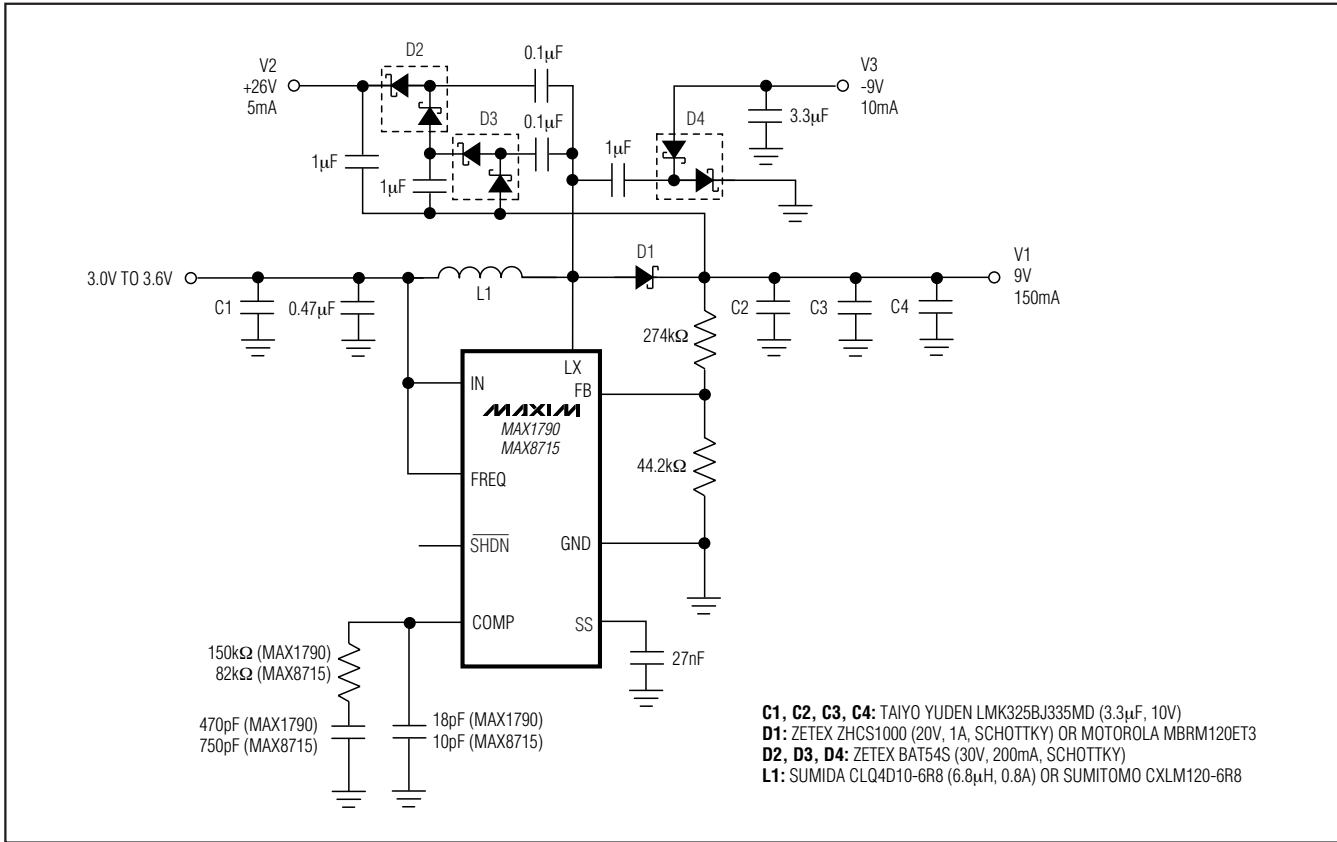 D2
0.1µF
V2
+26V
5mA
V3
-9V
10mA
D3
0.1µF
D4
3.3µF
1µF
1µF
1µF
D1
V1
9V
150mA
3.0V TO 3.6V
L1
C1
0.47µF
C2
C3
C4
274kΩ
LX
IN
FB
MAXIM
MAX1790
MAX8715
44.2kΩ
FREQ
SHDN
GND
COMP
SS
150kΩ (MAX1790)
82kΩ (MAX8715)
27nF
470pF (MAX1790)
750pF (MAX8715)
18pF (MAX1790)
10pF (MAX8715)
C1, C2, C3, C4: TAIYO YUDEN LMK325BJ335MD (3.3µF, 10V)
D1: ZETEX ZHCS1000 (20V, 1A, SCHOTTKY) OR MOTOROLA MBRM120ET3
D2, D3, D4: ZETEX BAT54S (30V, 200mA, SCHOTTKY)
L1: SUMIDA CLQ4D10-6R8 (6.8µH, 0.8A) OR SUMITOMO CXLM120-6R8